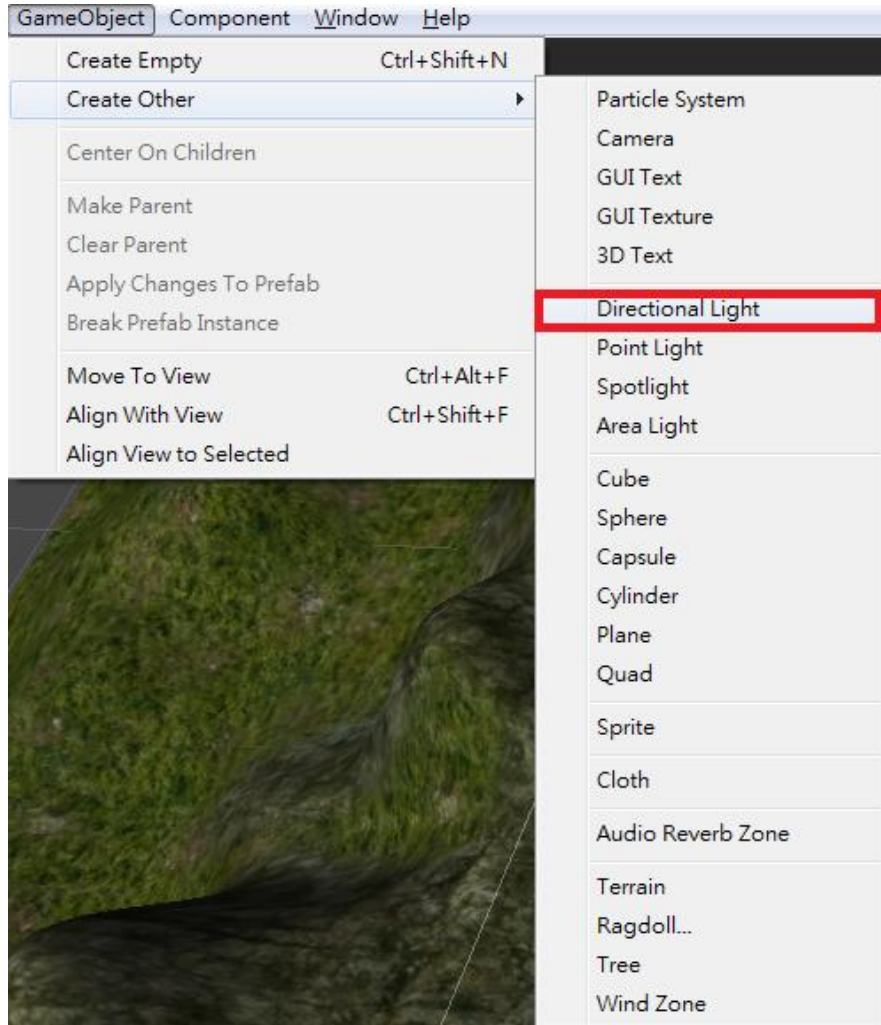 GameObject Component Window Help
Create Empty Ctrl+Shift+N
Create Other
Center On Children
Make Parent
Clear Parent
Apply Changes To Prefab
Break Prefab Instance
Move To View Ctrl+Alt+F
Align With View Ctrl+Shift+F
Align View to Selected
Particle System
Camera
GUI Text
GUI Texture
3D Text
Directional Light
Point Light
Spotlight
Area Light
Cube
Sphere
Capsule
Cylinder
Plane
Quad
Sprite
Cloth
Audio Reverb Zone
Terrain
Ragdoll...
Tree
Wind Zone